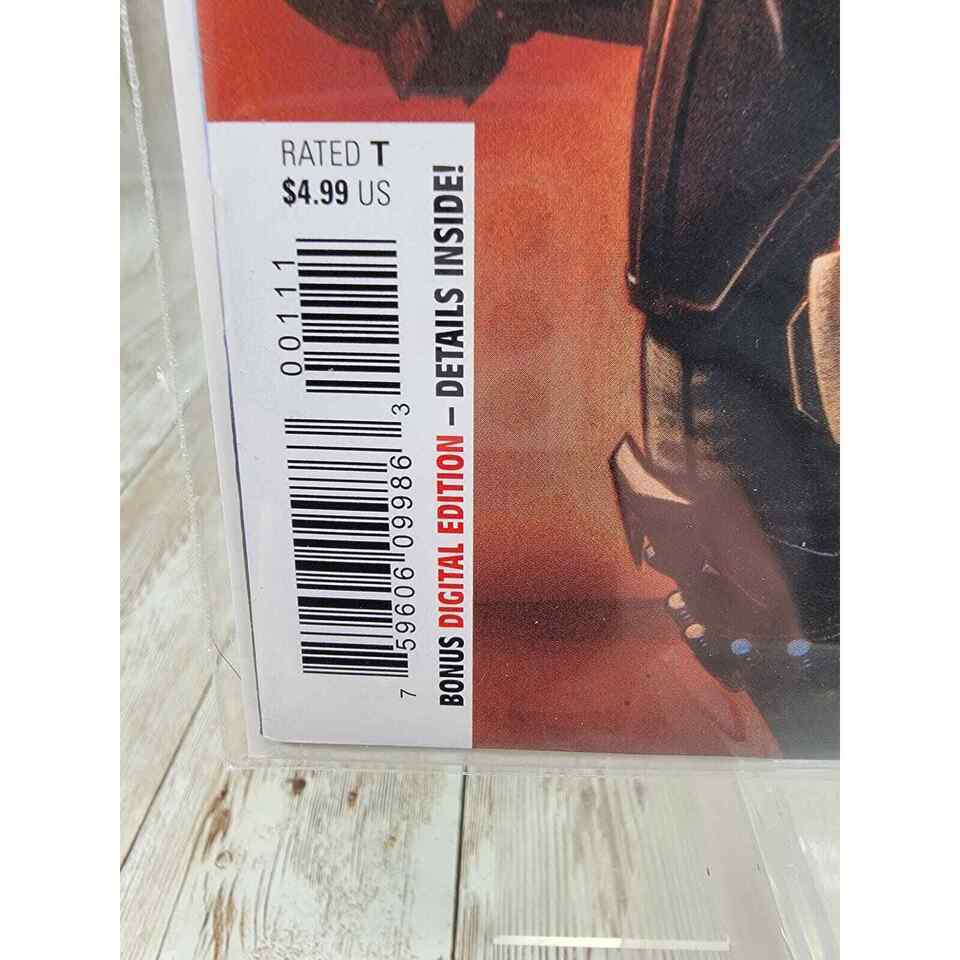 RATED T
$4.99 US
00111
7 59606 09986 3
BONUS DIGITAL EDITION – DETAILS INSIDE!